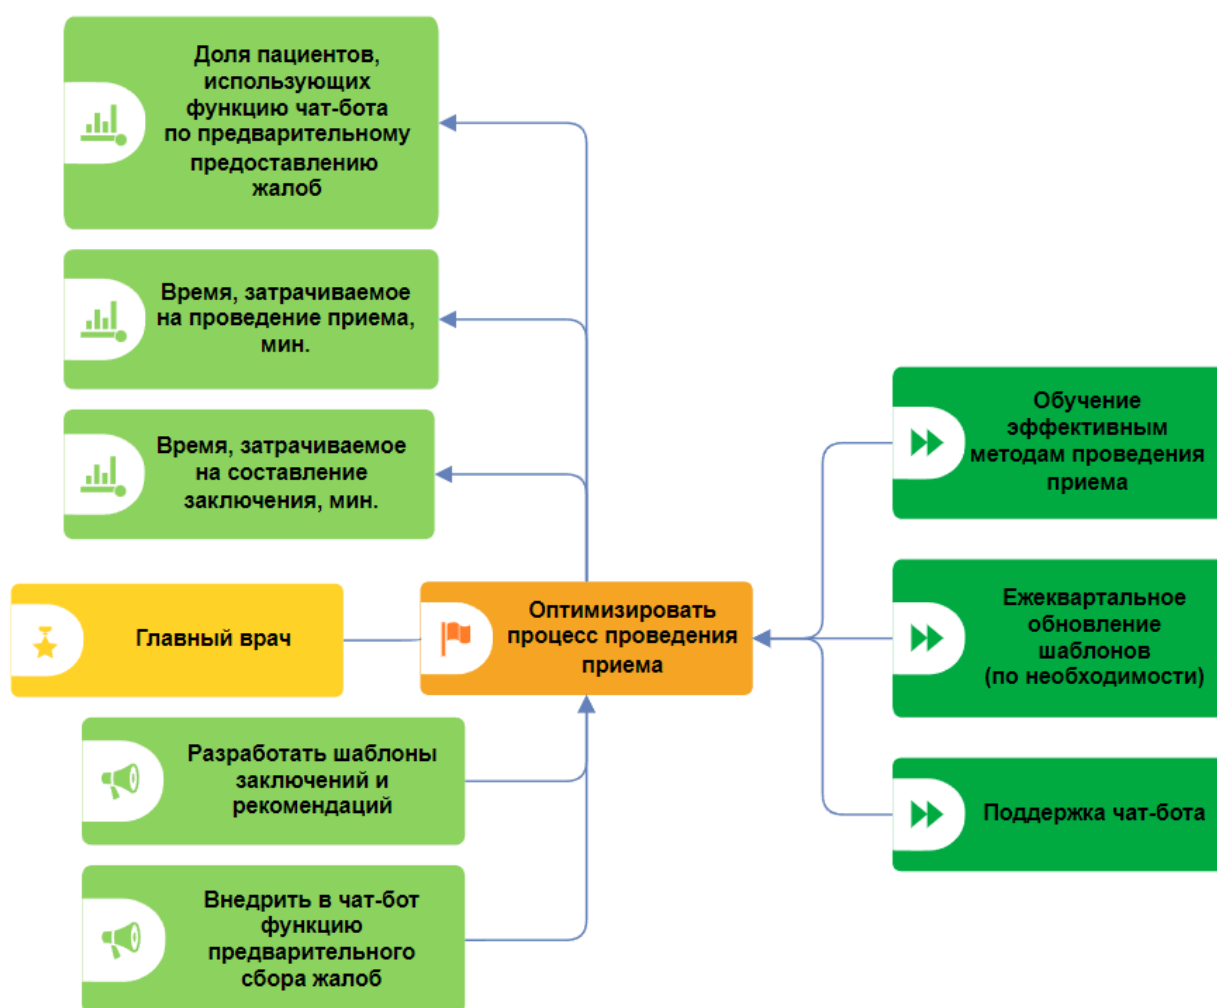 Доля пациентов,
использующих
функцию чат-бота
по предварительному
предоставлению
жалоб
Время, затрачиваемое
на проведение приема,
мин.
Время, затрачиваемое
на составление
заключения, мин.
Главный врач
Оптимизировать
процесс проведения
приема
Разработать шаблоны
заключений и
рекомендаций
Внедрить в чат-бот
функцию
предварительного
сбора жалоб
Обучение
эффективным
методам проведения
приема
Ежеквартальное
обновление
шаблонов
(по необходимости)
Поддержка чат-бота